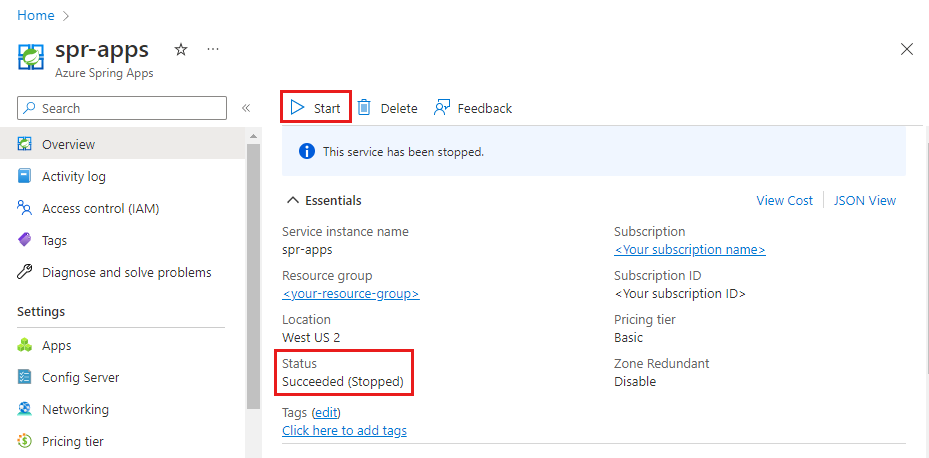 Home
spr-apps
Azure Spring Apps
Search
Overview
Activity log
Access control (IAM)
Tags
Diagnose and solve problems
Settings
Apps
Config Server
Networking
Pricing tier
Start Delete Feedback
This service has been stopped.
Essentials View Cost JSON View
Service instance name
spr-apps
Resource group
<your-resource-group>
Location
West US 2
Status
Succeeded (Stopped)
Tags (edit)
Click here to add tags
Subscription
<Your subscription name>
Subscription ID
<Your subscription ID>
Pricing tier
Basic
Zone Redundant
Disable